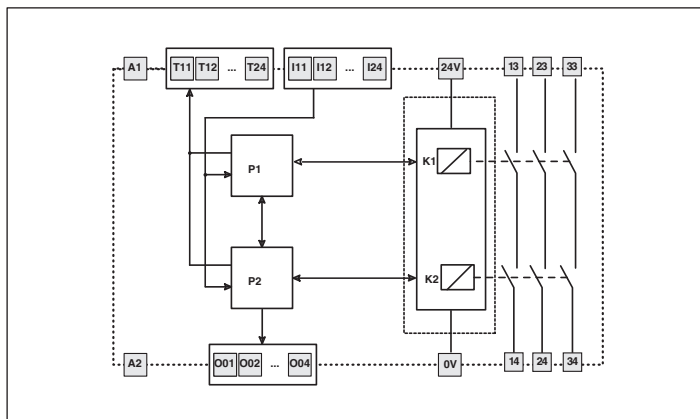 A1 T11 T12 ... T24 I11 I12 ... I24 24V 13 23 33
P1 K1
P2 K2
A2 O01 O02 ... O04 0V 14 24 34